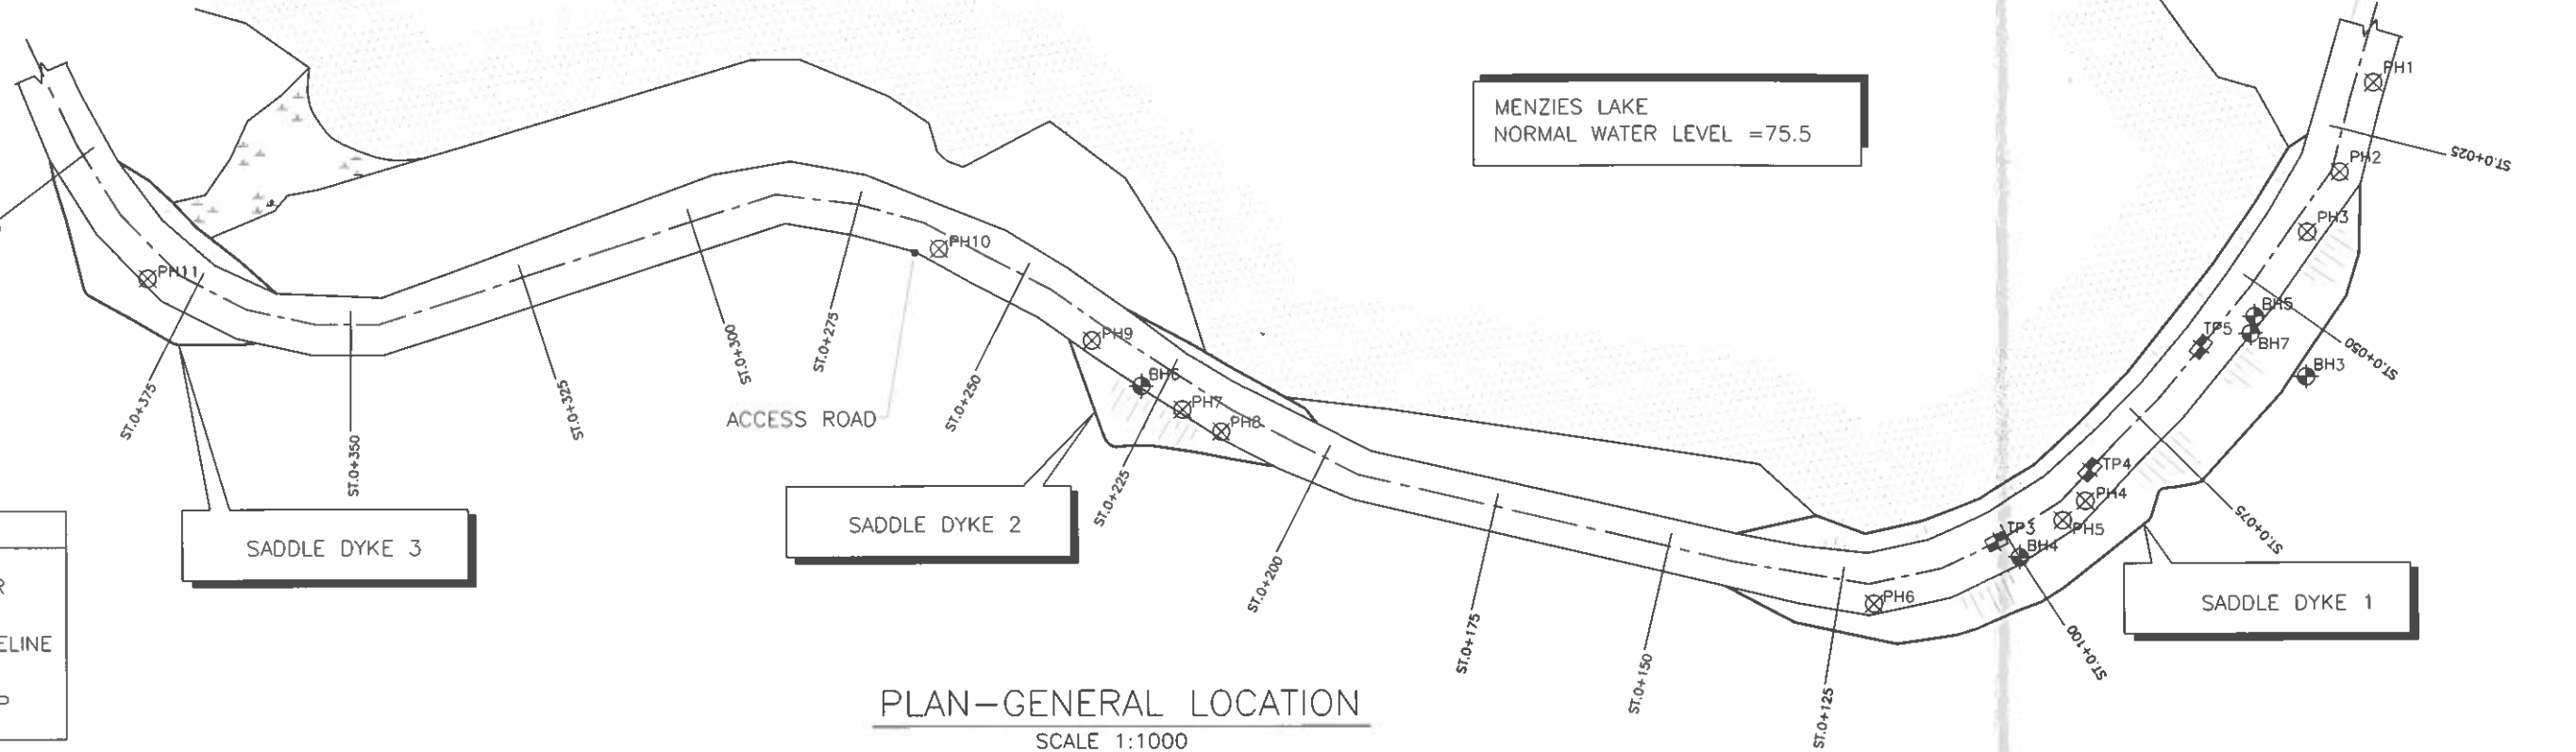 MENZIES LAKE
NORMAL WATER LEVEL =75.5
PH1
ST.0+025
PH2
PH3
PH10
PH11
BH5
TP5
BH7
ST.0+050
BH3
PH9
BH6
PH7
PH8
ST.0+300
ST.0+275
ST.0+250
ST.0+375
ST.0+325
ACCESS ROAD
ST.0+350
ST.0+225
TP4
PH4
PH5
TP3
BH4
ST.0+075
SADDLE DYKE 3
SADDLE DYKE 2
ST.0+200
PH6
SADDLE DYKE 1
ST.0+175
ST.0+150
ST.0+125
ST.0+100
R
ELINE
P
PLAN-GENERAL LOCATION
SCALE 1:1000